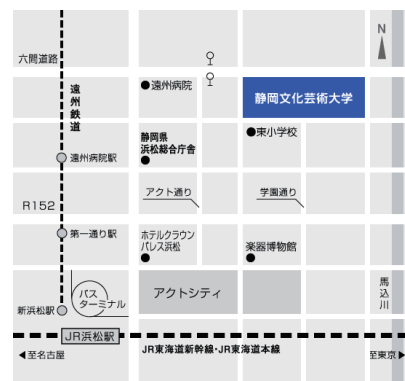 N
六間道路
遠州鉄道
遠州病院
静岡文化芸術大学
静岡県
浜松総合庁舎
東小学校
遠州病院駅
アクト通り
学園通り
R152
第一通り駅
ホテルクラウン
パレス浜松
楽器博物館
バス
ターミナル
アクトシティ
馬込川
新浜松駅
JR浜松駅
◀至名古屋
JR東海道新幹線・JR東海道本線
至東京▶